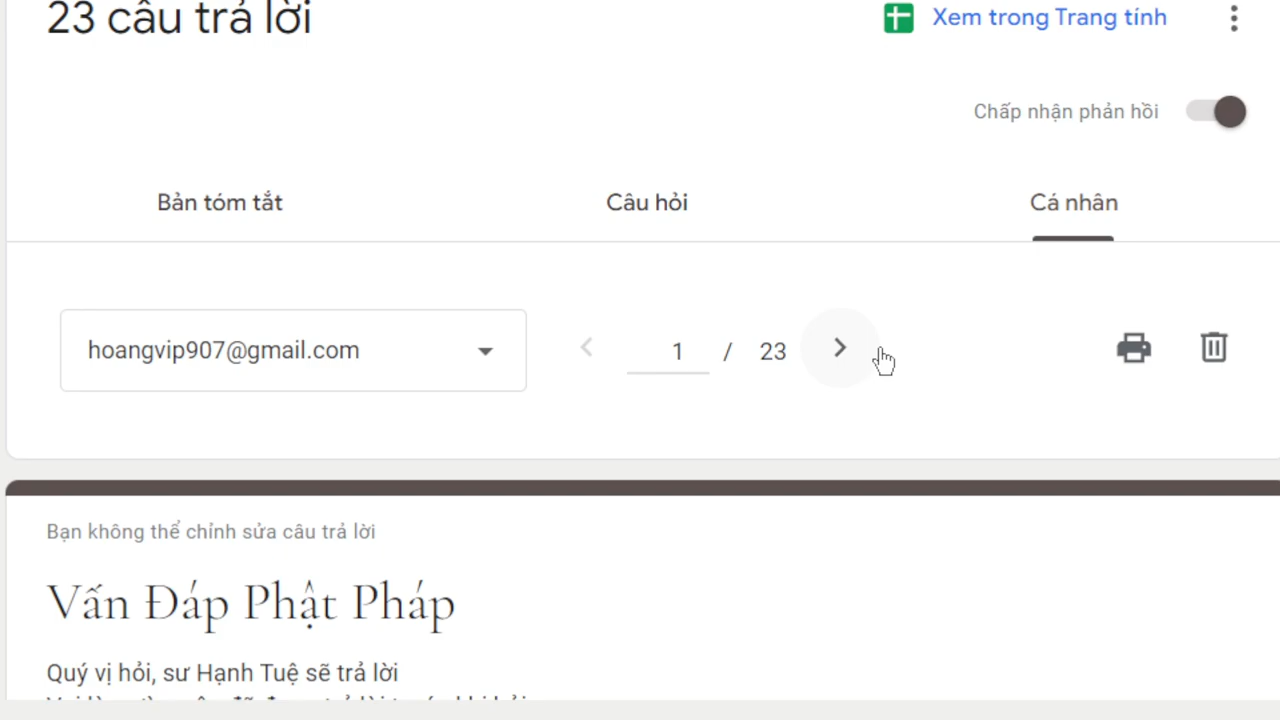 23 câu trả lời
Xem trong Trang tính
Chấp nhận phản hồi
Bản tóm tắt
Câu hỏi
Cá nhân
hoangvip907@gmail.com
1 / 23
Bạn không thể chỉnh sửa câu trả lời
Vấn Đáp Phật Pháp
Quý vị hỏi, sư Hạnh Tuệ sẽ trả lời